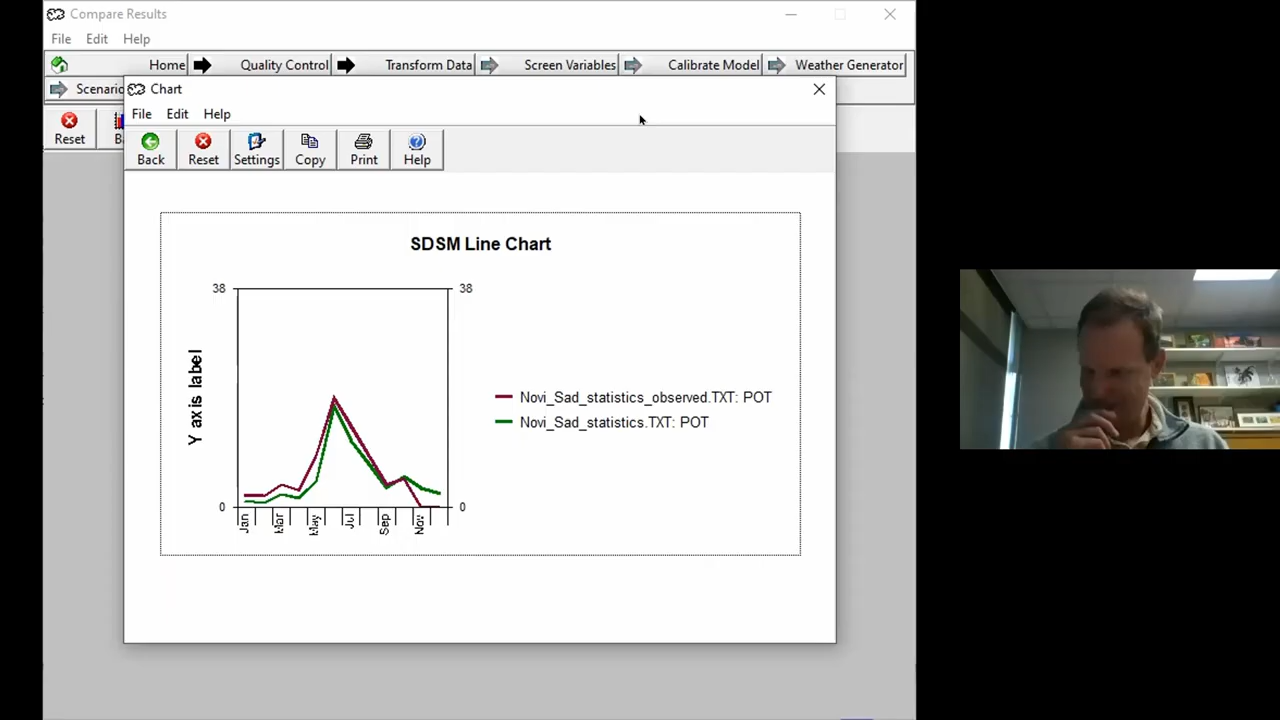 Compare Results
File Edit Help
Home Quality Control Transform Data Screen Variables Calibrate Model Weather Generator
Scenario
Chart
Reset
File Edit Help
Back Reset Settings Copy Print Help
SDSM Line Chart
38 38
Y axis label
Novi_Sad_statistics_observed.TXT: POT
Novi_Sad_statistics.TXT: POT
0 0
Jan Mar May Jul Sep Nov